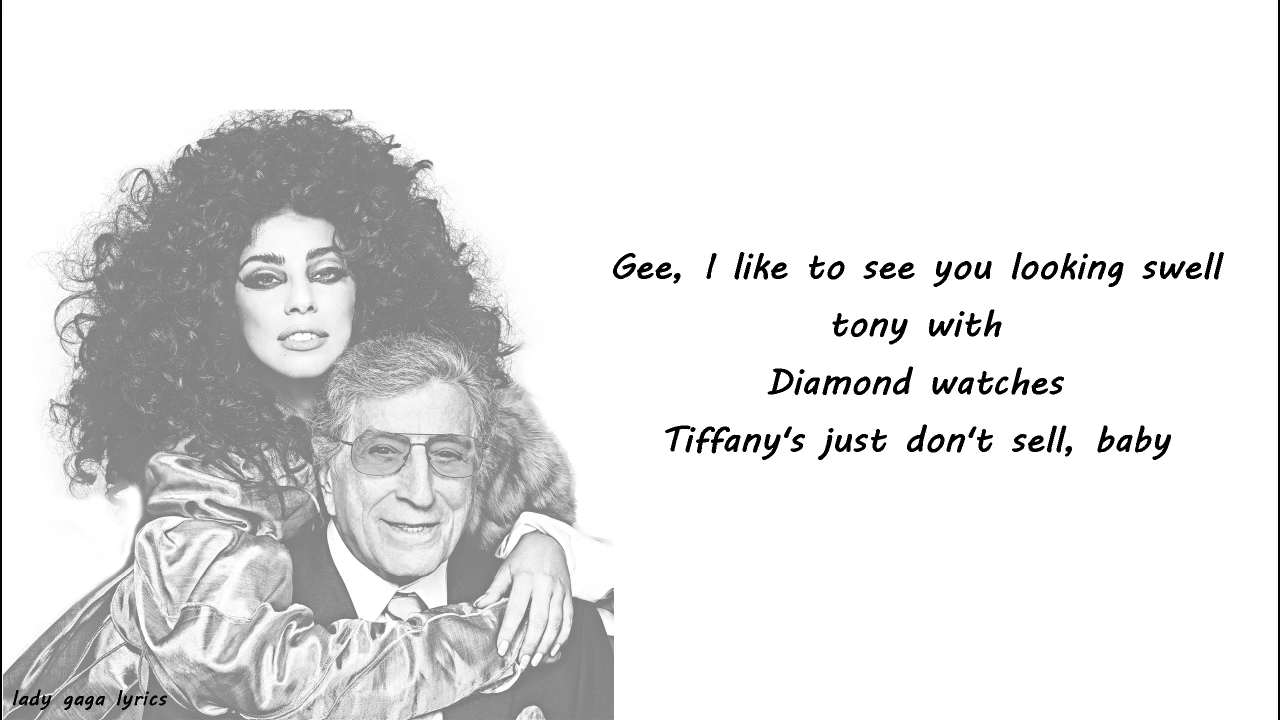 Gee, I like to see you looking swell
tony with
Diamond watches
Tiffany's just don't sell, baby
lady gaga lyrics